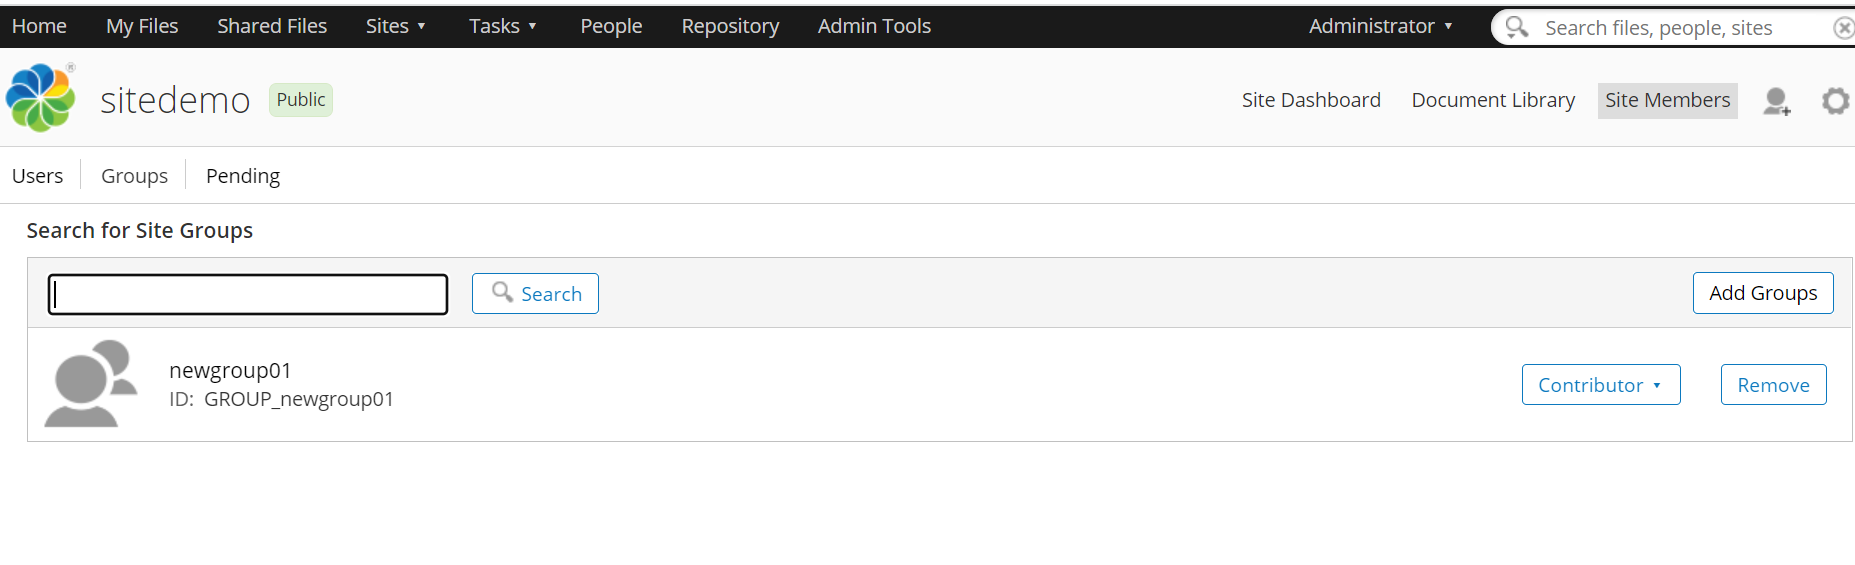 Home My Files Shared Files Sites Tasks People Repository Admin Tools Administrator Search files, people, sites
® sitedemo Public Site Dashboard Document Library Site Members
Users Groups Pending
Search for Site Groups
Search Add Groups
newgroup01
ID: GROUP_newgroup01
Contributor Remove